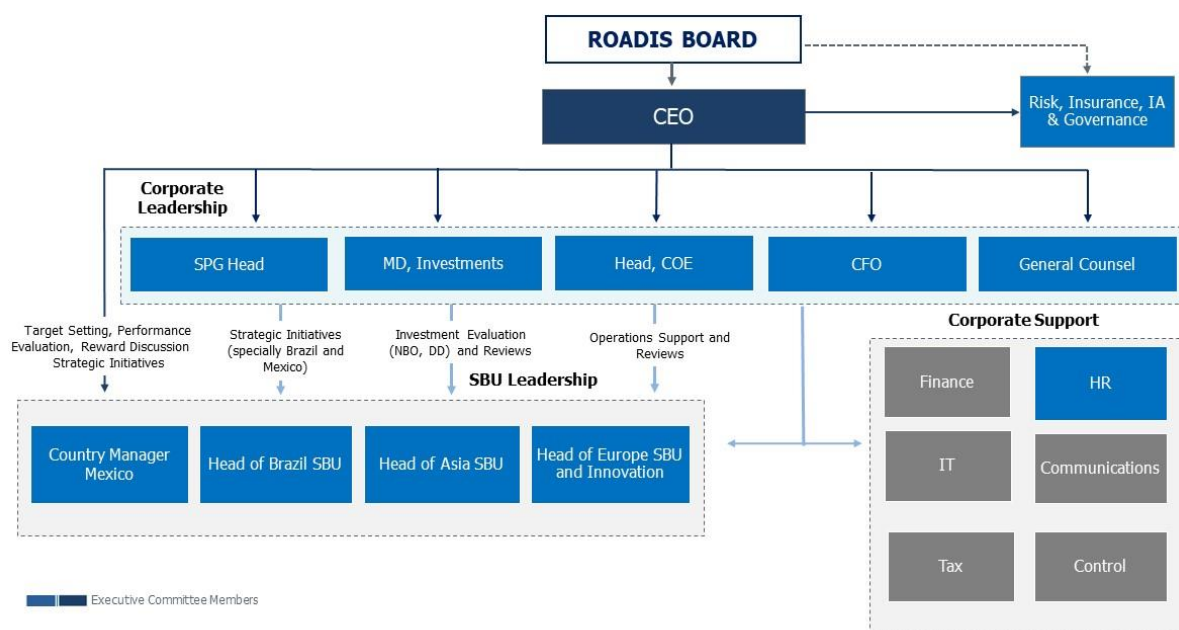 ROADIS BOARD
CEO
Risk, Insurance, IA
& Governance
Corporate
Leadership
SPG Head
MD, Investments
Head, COE
CFO
General Counsel
Target Setting, Performance
Evaluation, Reward Discussion
Strategic Initiatives
Strategic Initiatives
(specially Brazil and
Mexico)
Investment Evaluation
(NBO, DD) and Reviews
Operations Support and
Reviews
Corporate Support
SBU Leadership
Finance
HR
Country Manager
Mexico
Head of Brazil SBU
Head of Asia SBU
Head of Europe SBU
and Innovation
IT
Communications
Tax
Control
Executive Committee Members